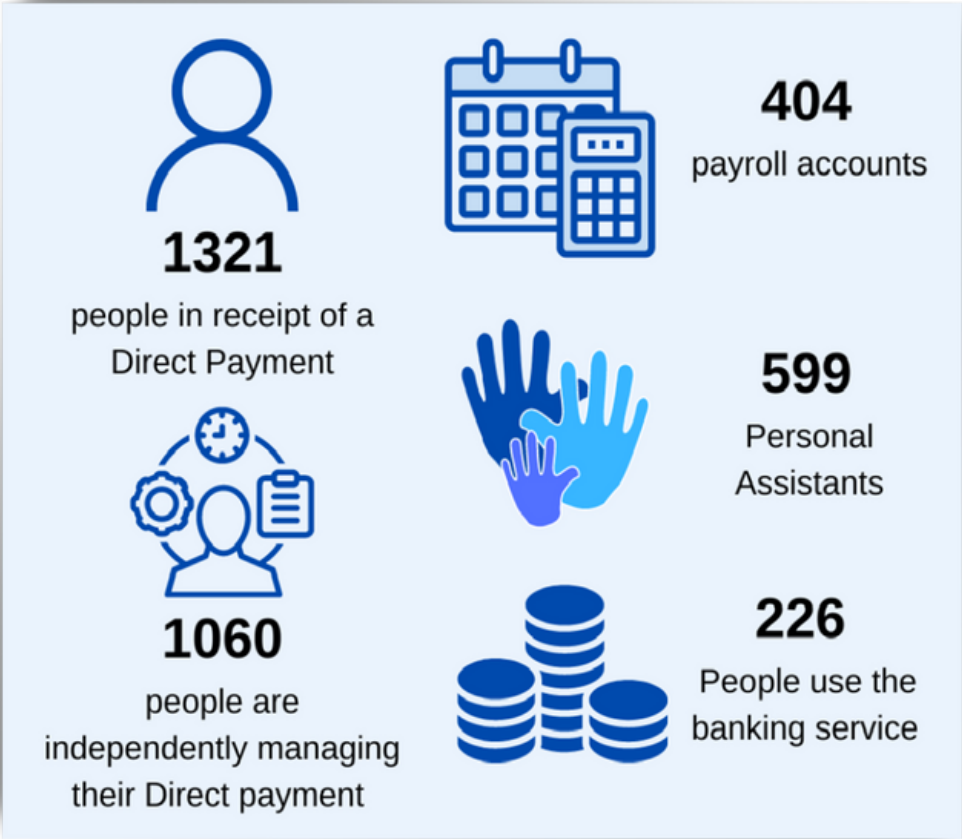 1321
people in receipt of a
Direct Payment
1060
people are
independently managing
their Direct payment
404
payroll accounts
599
Personal
Assistants
226
People use the
banking service